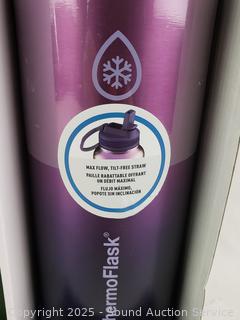 MAX FLOW, TILT-FREE STRAW
PAILLE RABATTABLE OFFRANT
UN DÉBIT MAXIMAL
FLUJO MÁXIMO,
POPOTE SIN INCLINACIÓN
hermoFlask®
Copyright 2025 - Sound Auction Service